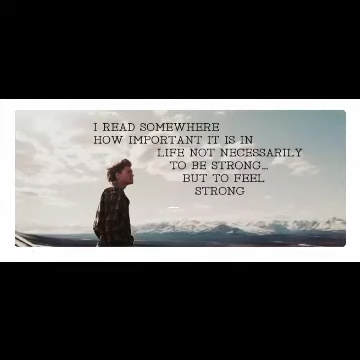 I READ SOMEWHERE
HOW IMPORTANT IT IS IN
LIFE NOT NECESSARILY
TO BE STRONG...
BUT TO FEEL
STRONG